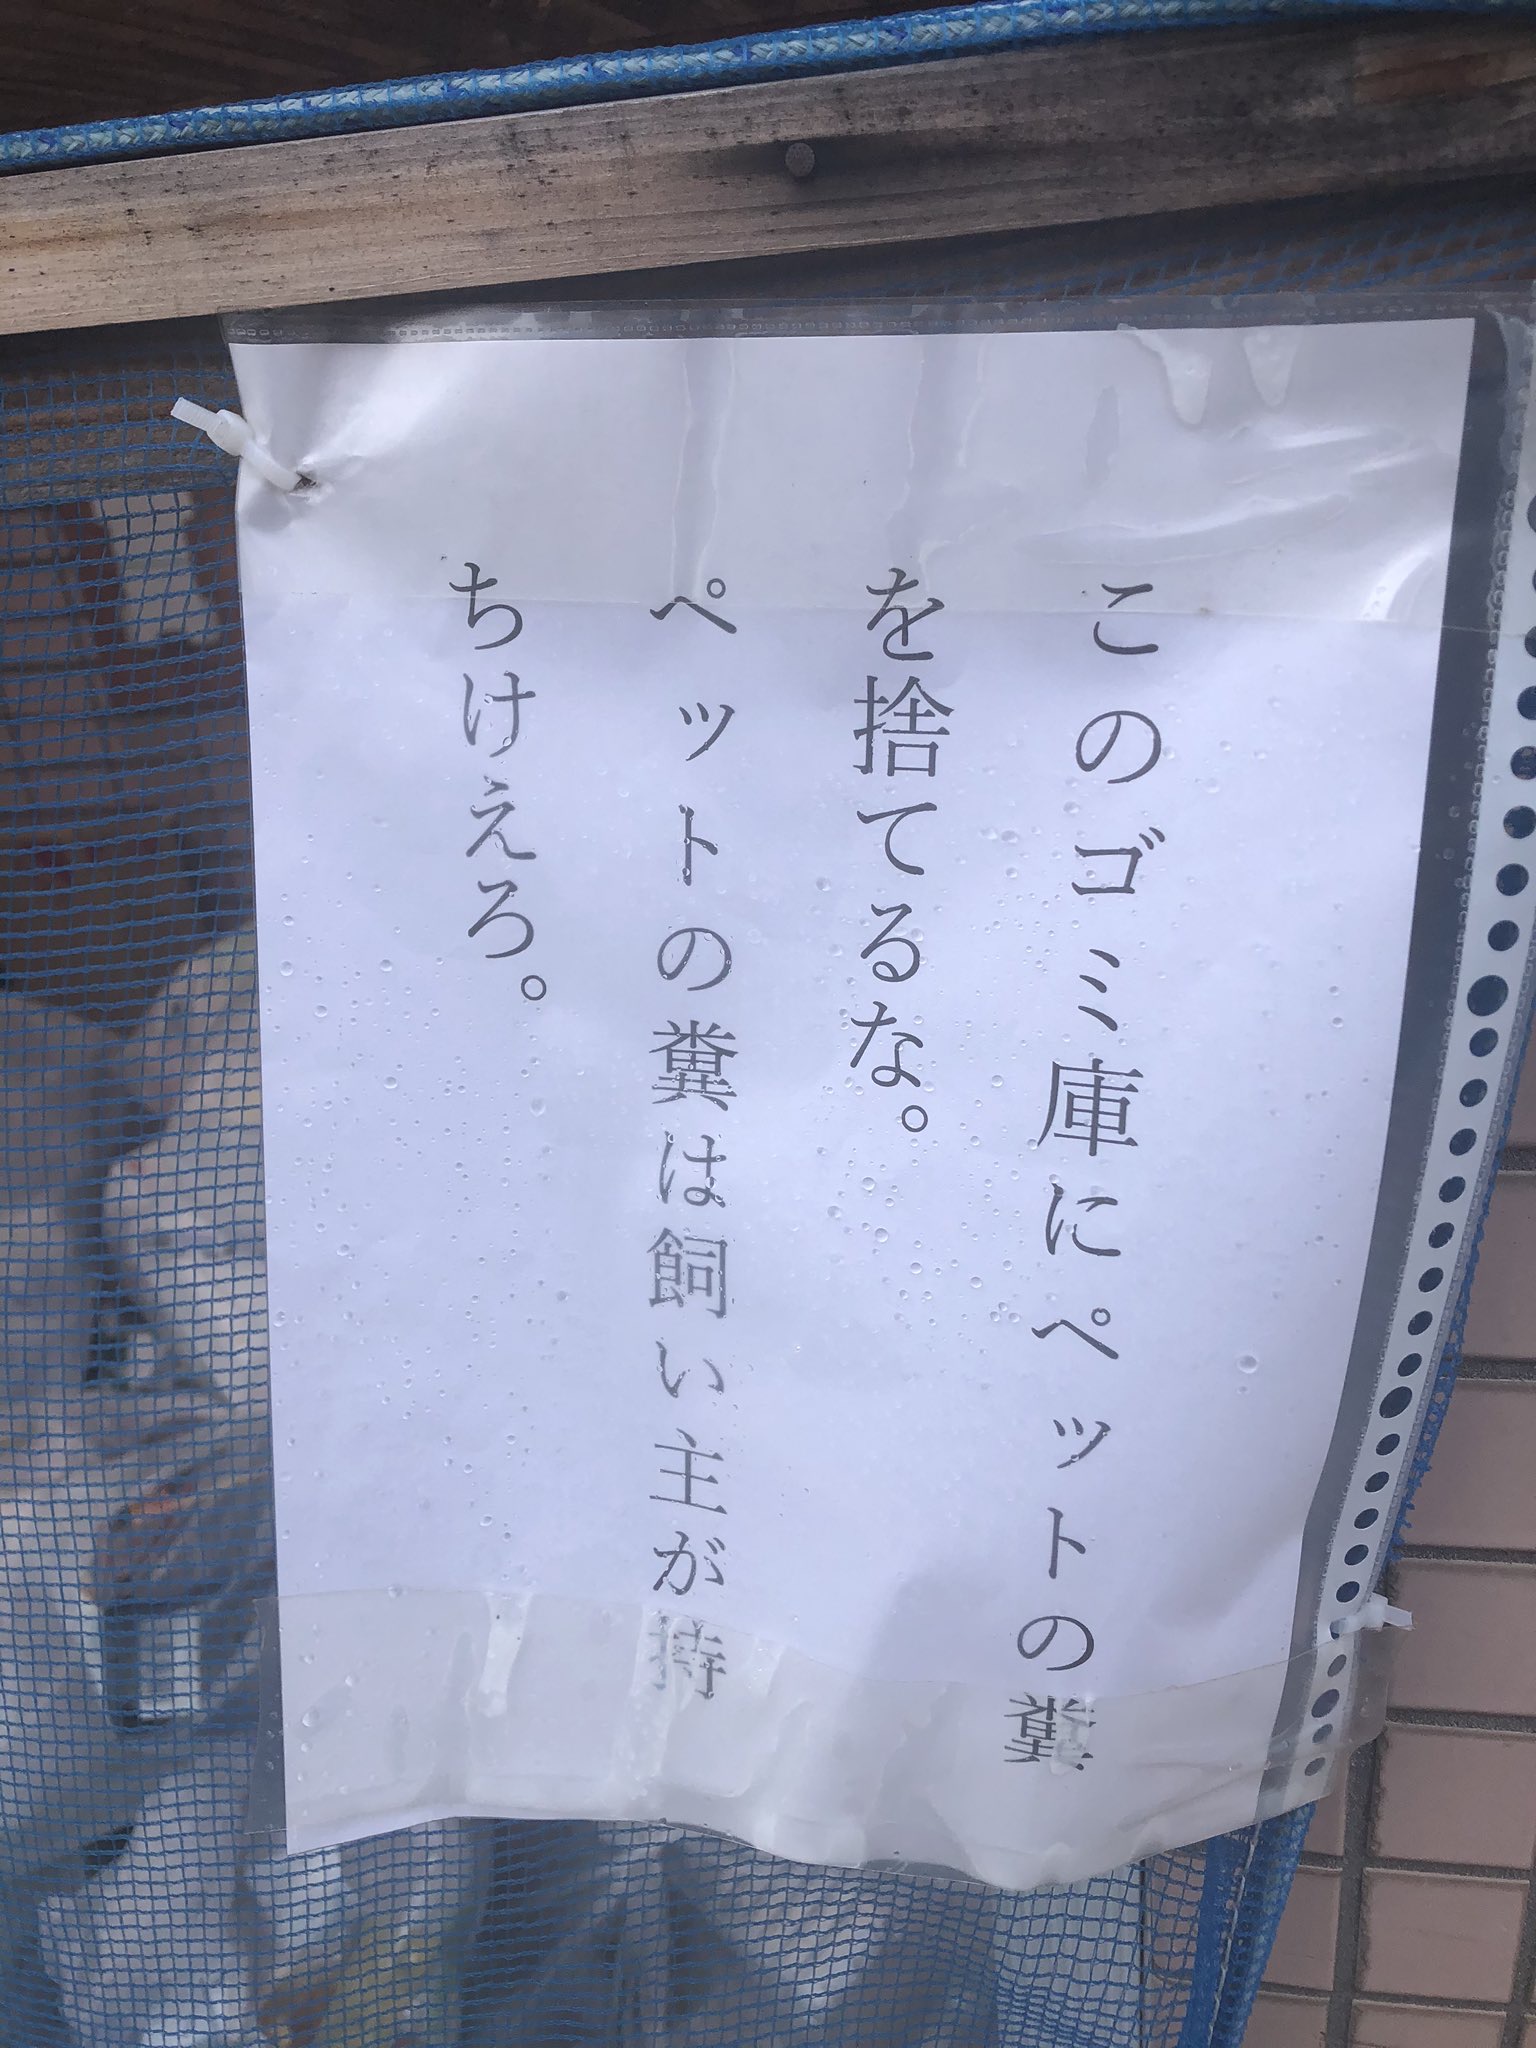 このゴミ庫にペットの糞
を捨てるな。
ペットの糞は飼い主が持
ちけえろ。